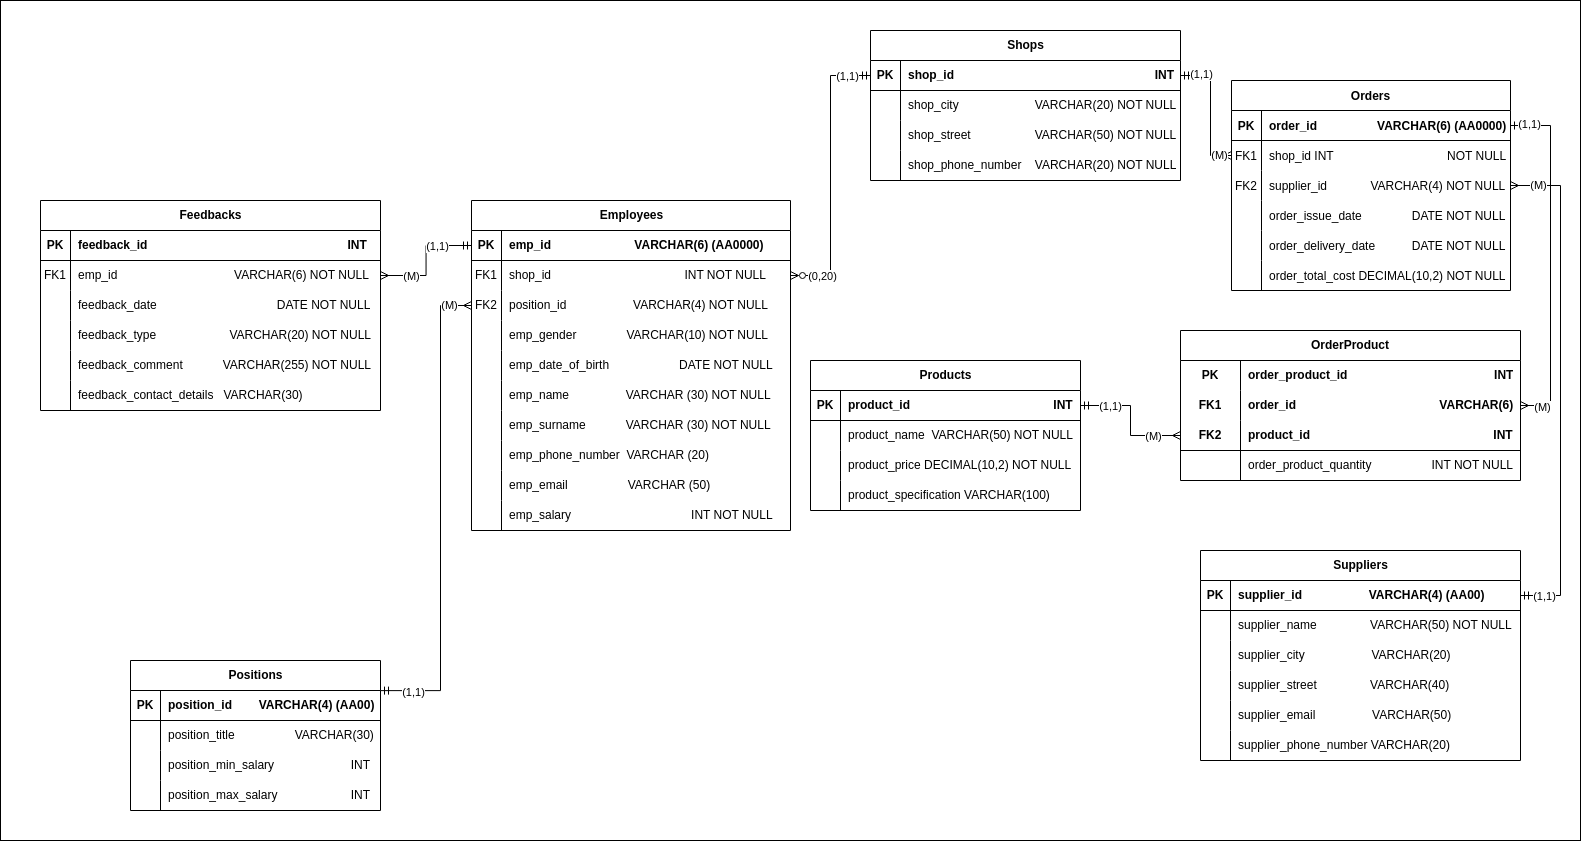 Shops
PK shop_id INT
shop_city VARCHAR(20) NOT NULL
shop_street VARCHAR(50) NOT NULL
shop_phone_number VARCHAR(20) NOT NULL
(1,1)
(1,1)
Orders
PK order_id VARCHAR(6) (AA0000)
FK1 shop_id INT NOT NULL
FK2 supplier_id VARCHAR(4) NOT NULL
order_issue_date DATE NOT NULL
order_delivery_date DATE NOT NULL
order_total_cost DECIMAL(10,2) NOT NULL
(M)
(1,1)
(M)
Feedbacks
PK feedback_id INT
FK1 emp_id VARCHAR(6) NOT NULL
feedback_date DATE NOT NULL
feedback_type VARCHAR(20) NOT NULL
feedback_comment VARCHAR(255) NOT NULL
feedback_contact_details VARCHAR(30)
(1,1)
(M)
(M)
Employees
PK emp_id VARCHAR(6) (AA0000)
FK1 shop_id INT NOT NULL
FK2 position_id VARCHAR(4) NOT NULL
emp_gender VARCHAR(10) NOT NULL
emp_date_of_birth DATE NOT NULL
emp_name VARCHAR (30) NOT NULL
emp_surname VARCHAR (30) NOT NULL
emp_phone_number VARCHAR (20)
emp_email VARCHAR (50)
emp_salary INT NOT NULL
(0,20)
Products
PK product_id INT
product_name VARCHAR(50) NOT NULL
product_price DECIMAL(10,2) NOT NULL
product_specification VARCHAR(100)
(1,1)
(M)
OrderProduct
PK order_product_id INT
FK1 order_id VARCHAR(6)
FK2 product_id INT
order_product_quantity INT NOT NULL
(M)
Suppliers
PK supplier_id VARCHAR(4) (AA00)
supplier_name VARCHAR(50) NOT NULL
supplier_city VARCHAR(20)
supplier_street VARCHAR(40)
supplier_email VARCHAR(50)
supplier_phone_number VARCHAR(20)
(1,1)
Positions
PK position_id VARCHAR(4) (AA00)
position_title VARCHAR(30)
position_min_salary INT
position_max_salary INT
(1,1)